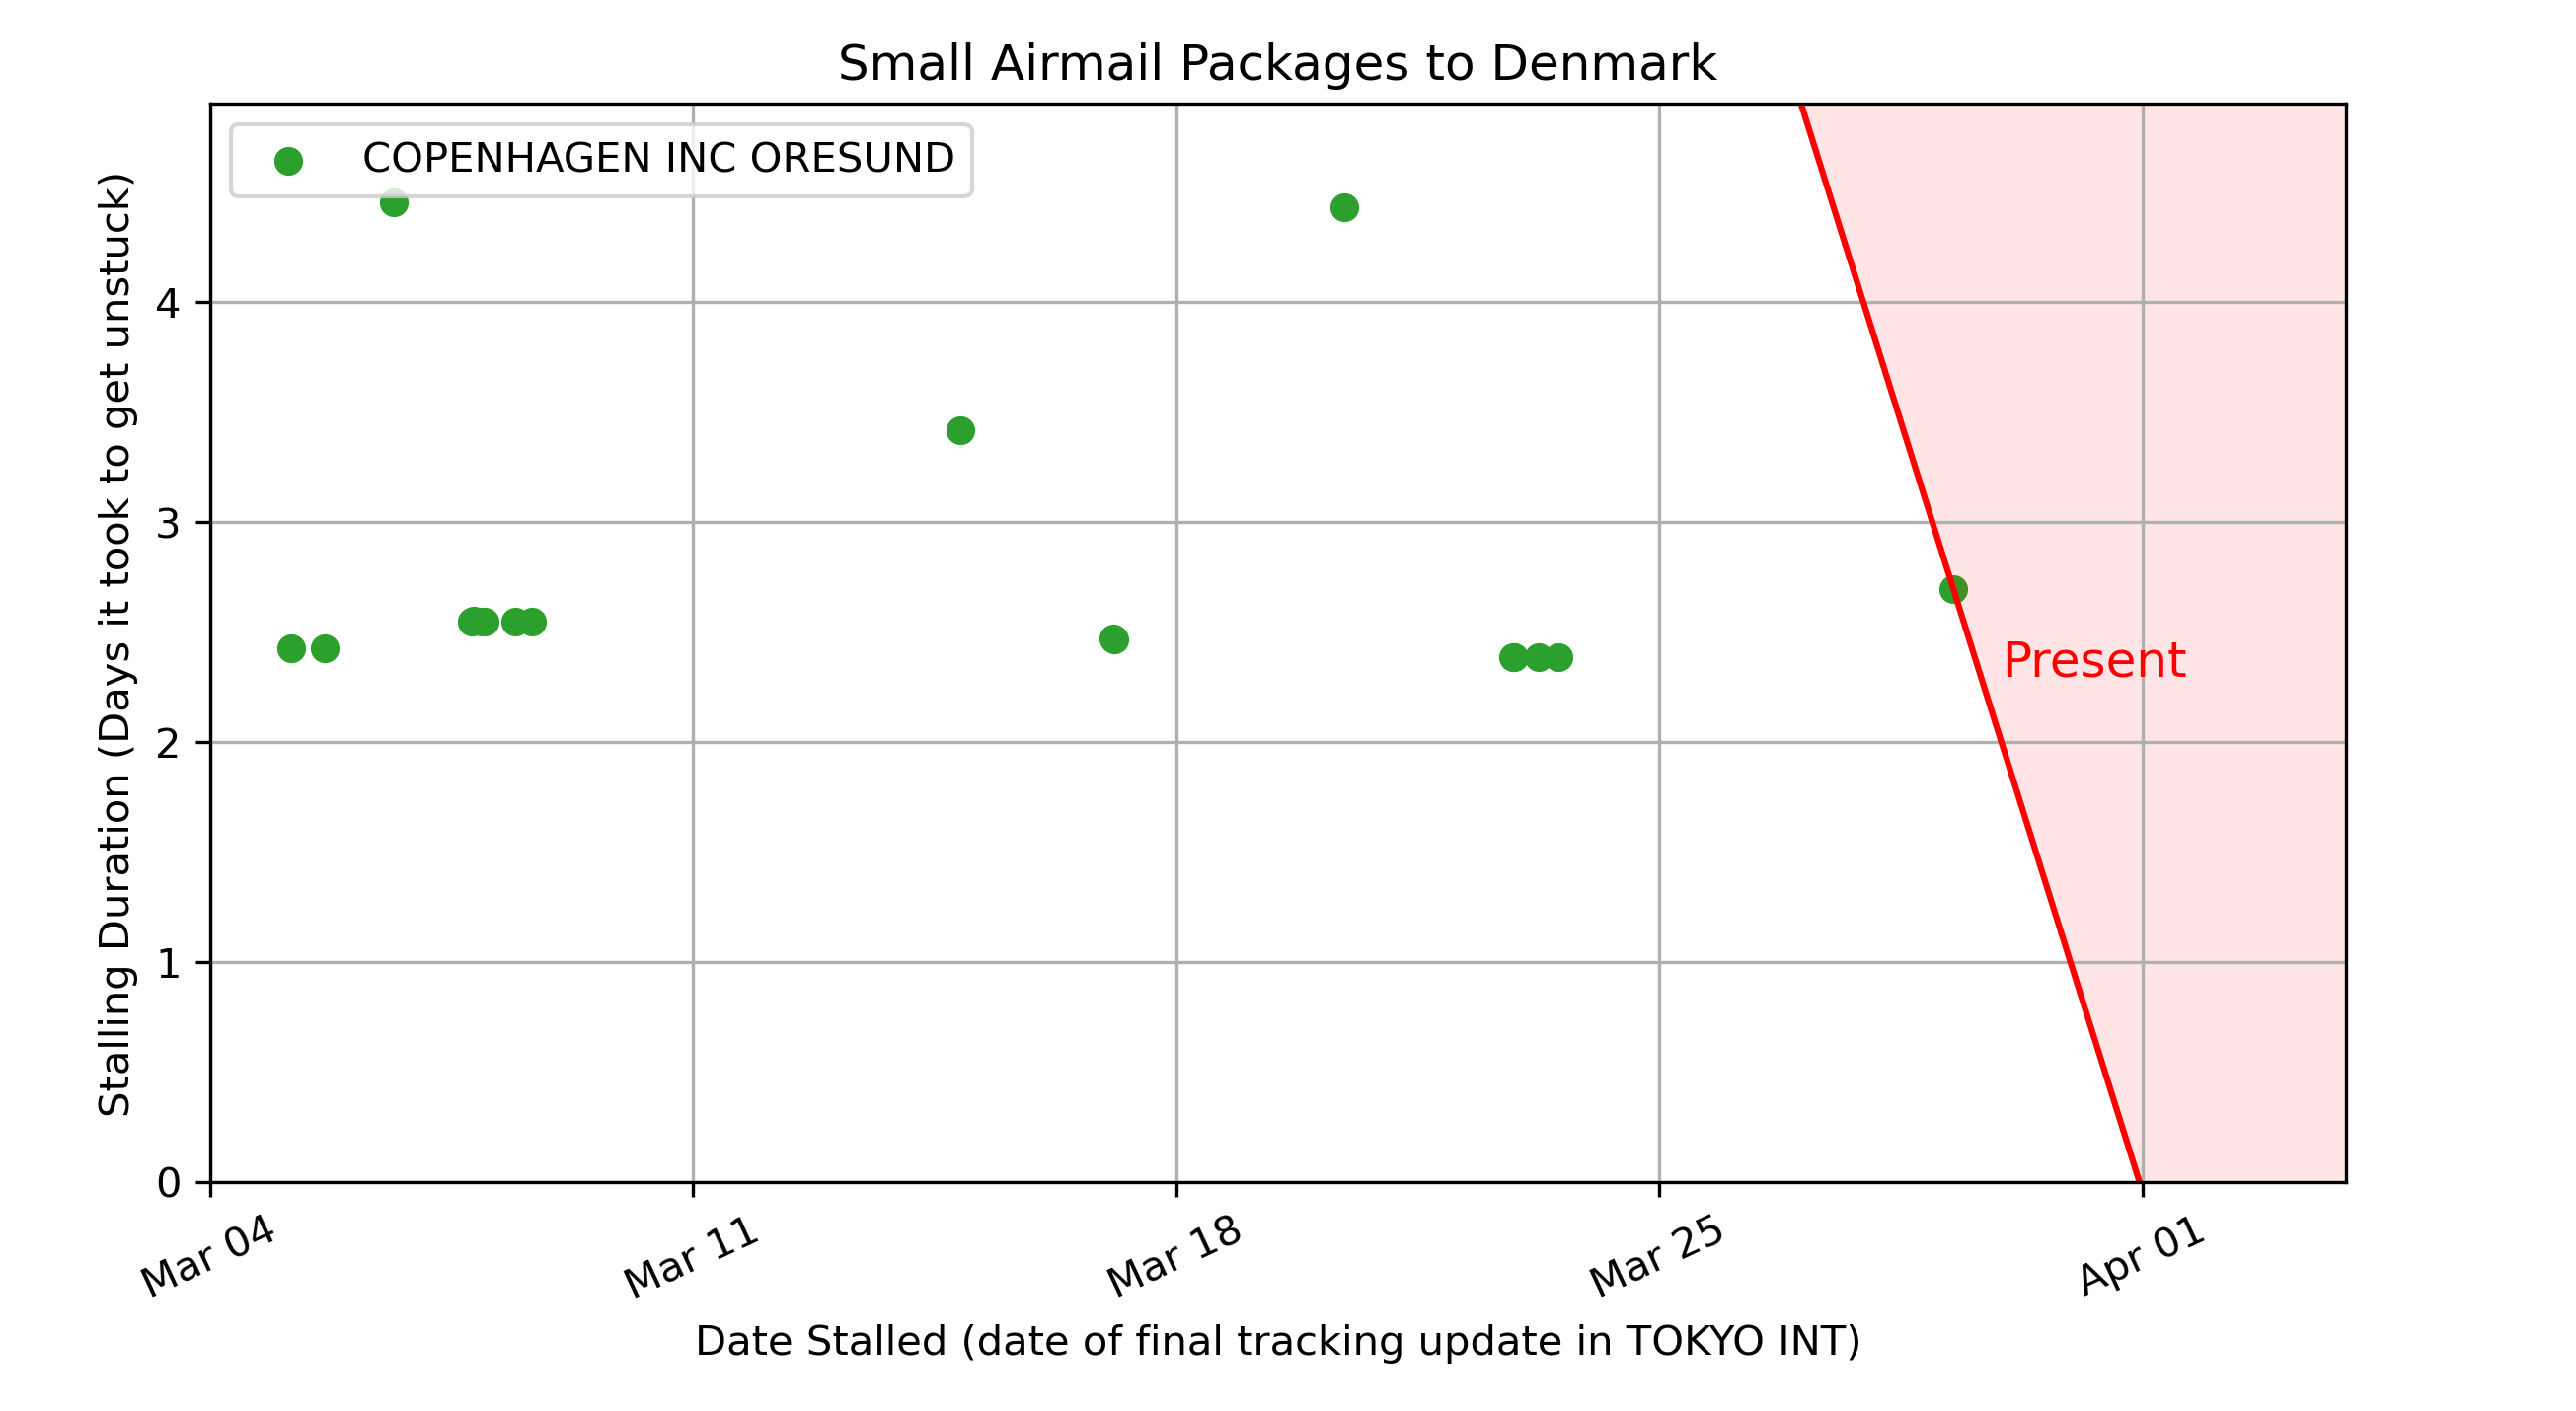 Small Airmail Packages to Denmark
COPENHAGEN INC ORESUND
Stalling Duration (Days it took to get unstuck)
4
3
2
1
0
Present
Mar 04
Mar 11
Mar 18
Mar 25
Apr 01
Date Stalled (date of final tracking update in TOKYO INT)